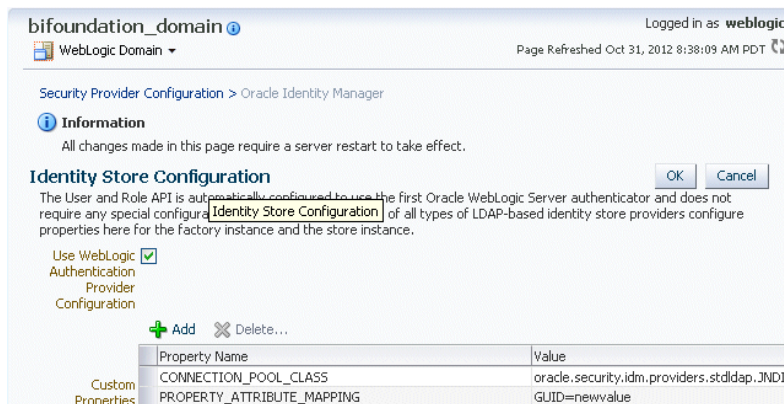 bifoundation_domain
Logged in as weblogic
WebLogic Domain
Page Refreshed Oct 31, 2012 8:38:09 AM PDT
Security Provider Configuration > Oracle Identity Manager
Information
All changes made in this page require a server restart to take effect.
Identity Store Configuration
OK Cancel
The User and Role API is automatically configured to use the first Oracle WebLogic Server authenticator and does not
require any special configura Identity Store Configuration of all types of LDAP-based identity store providers configure
properties here for the factory instance and the store instance.
Use WebLogic
Authentication
Provider
Configuration
Add Delete...
Property Name Value
CONNECTION_POOL_CLASS oracle.security.idm.providers.stdldap.JNDI
Custom
Properties
PROPERTY_ATTRIBUTE_MAPPING GUID=newvalue